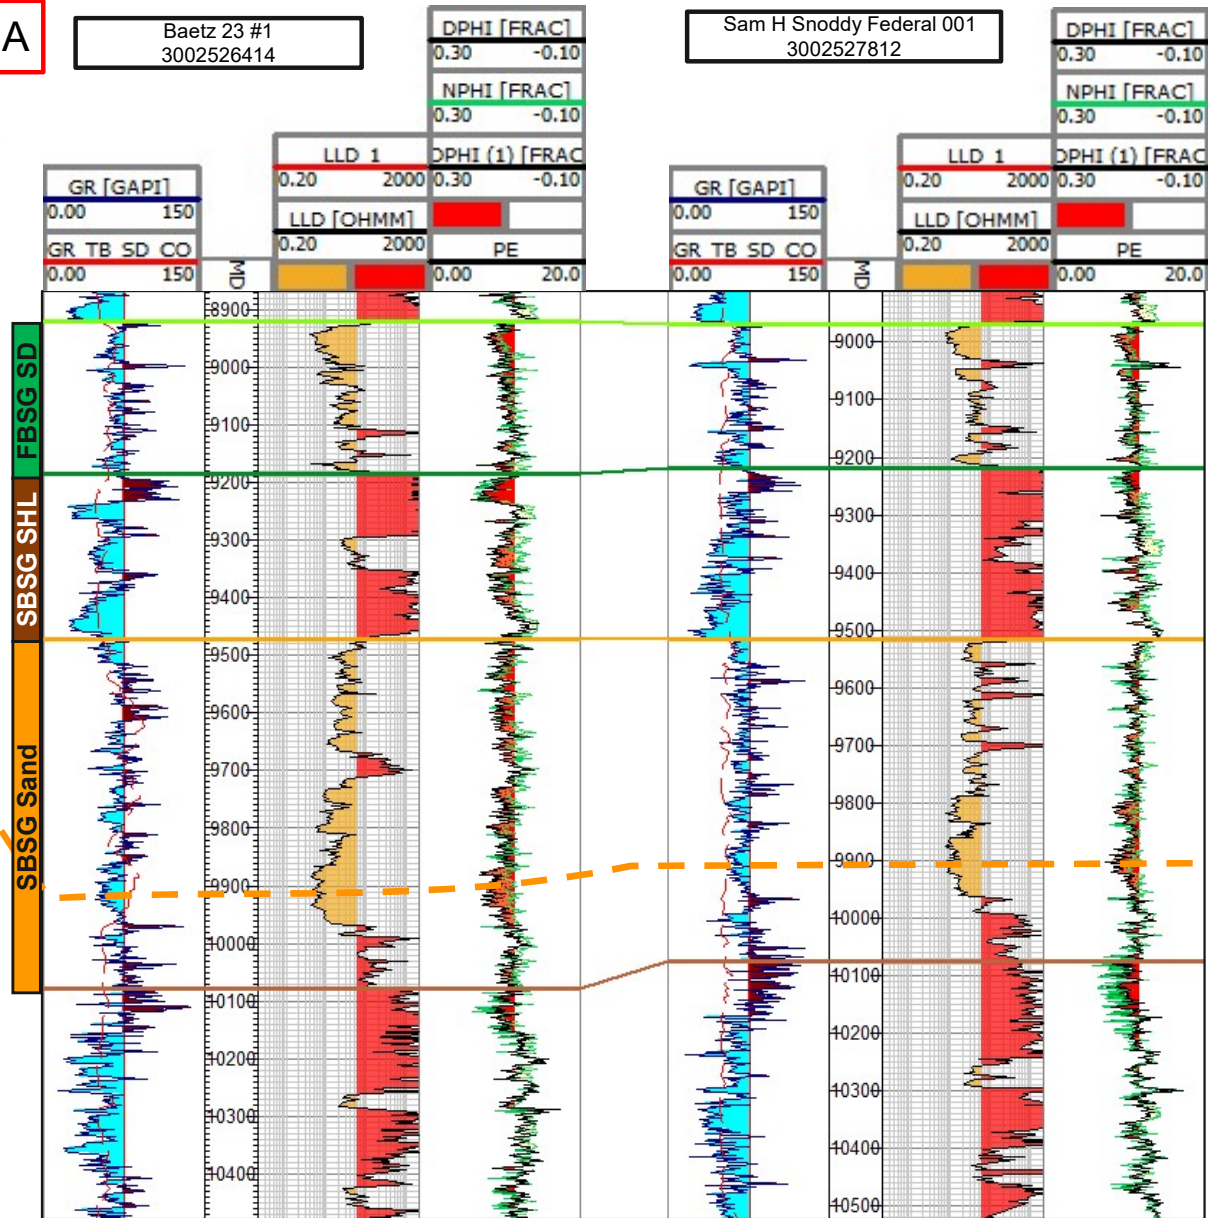 A
Baetz 23 #1
3002526414
Sam H Snoddy Federal 001
3002527812
DPHI [FRAC]
0.30 -0.10
NPHI [FRAC]
0.30 -0.10
LLD 1
0.20 2000
DPHI (1) [FRAC
0.30 -0.10
GR [GAPI]
0.00 150
LLD [OHMM]
0.20 2000
GR TB SD CO
0.00 150
MD
PE
0.00 20.0
DPHI [FRAC]
0.30 -0.10
NPHI [FRAC]
0.30 -0.10
LLD 1
0.20 2000
DPHI (1) [FRAC
0.30 -0.10
GR [GAPI]
0.00 150
LLD [OHMM]
0.20 2000
GR TB SD CO
0.00 150
MD
PE
0.00 20.0
FBSG SD
SBSG SHL
SBSG Sand
8900
9000
9100
9200
9300
9400
9500
9600
9700
9800
9900
10000
10100
10200
10300
10400
9000
9100
9200
9300
9400
9500
9600
9700
9800
9900
10000
10100
10200
10300
10400
10500